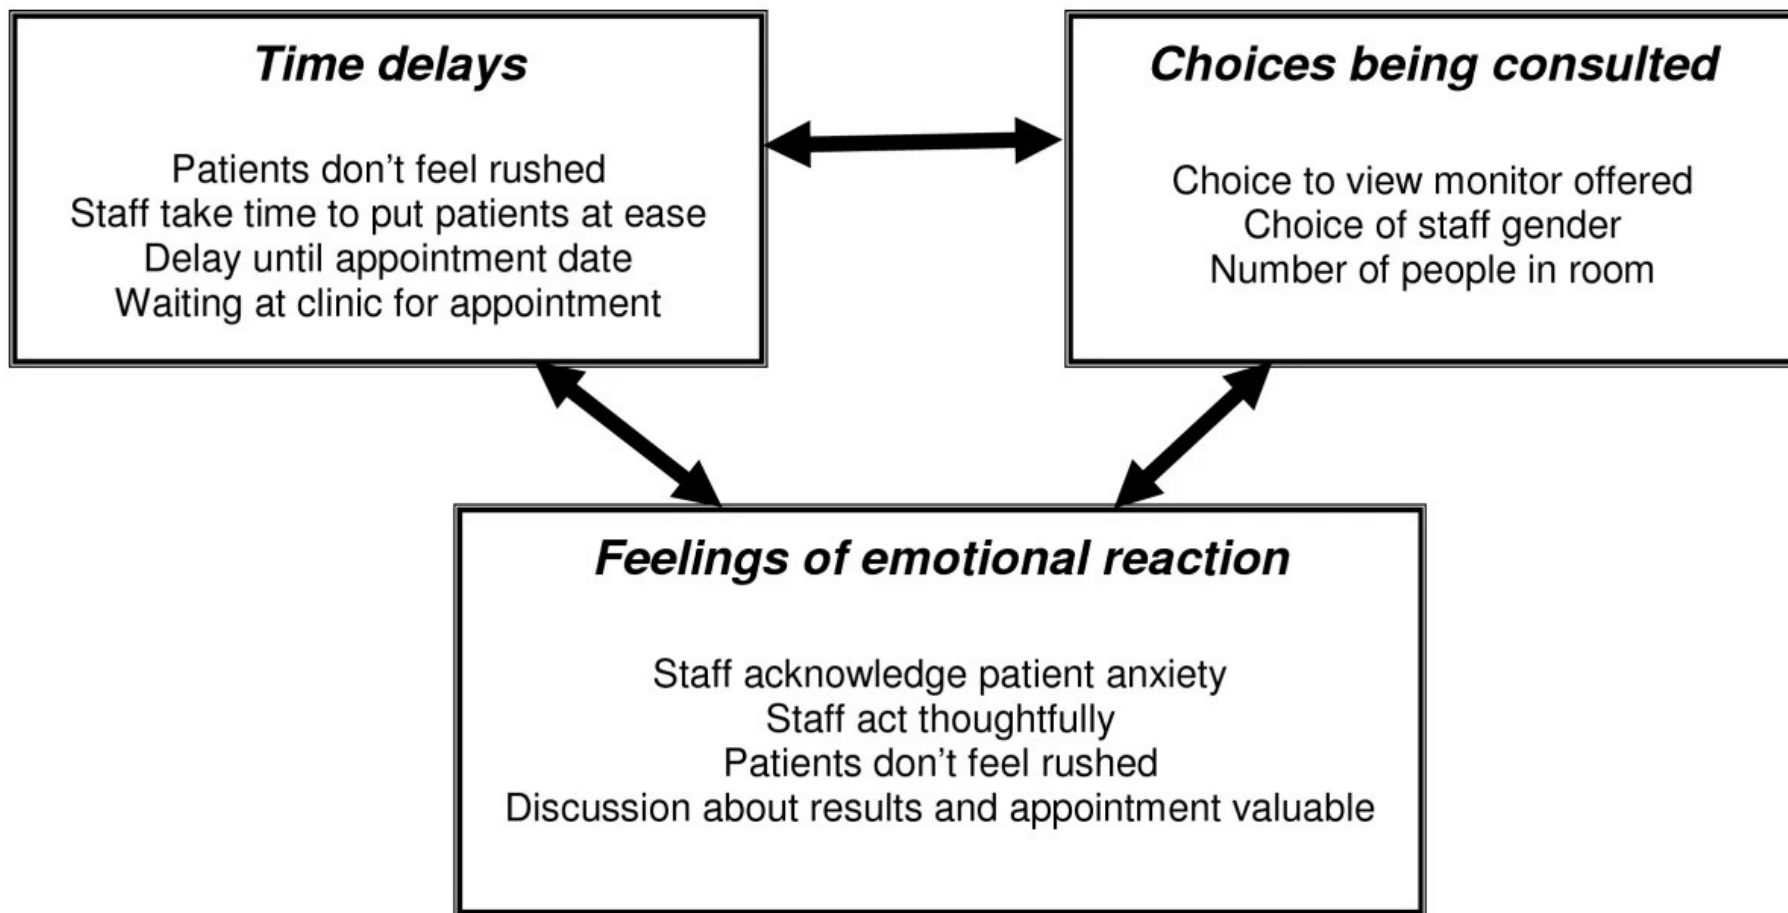 Time delays
Patients don't feel rushed
Staff take time to put patients at ease
Delay until appointment date
Waiting at clinic for appointment
Choices being consulted
Choice to view monitor offered
Choice of staff gender
Number of people in room
Feelings of emotional reaction
Staff acknowledge patient anxiety
Staff act thoughtfully
Patients don't feel rushed
Discussion about results and appointment valuable